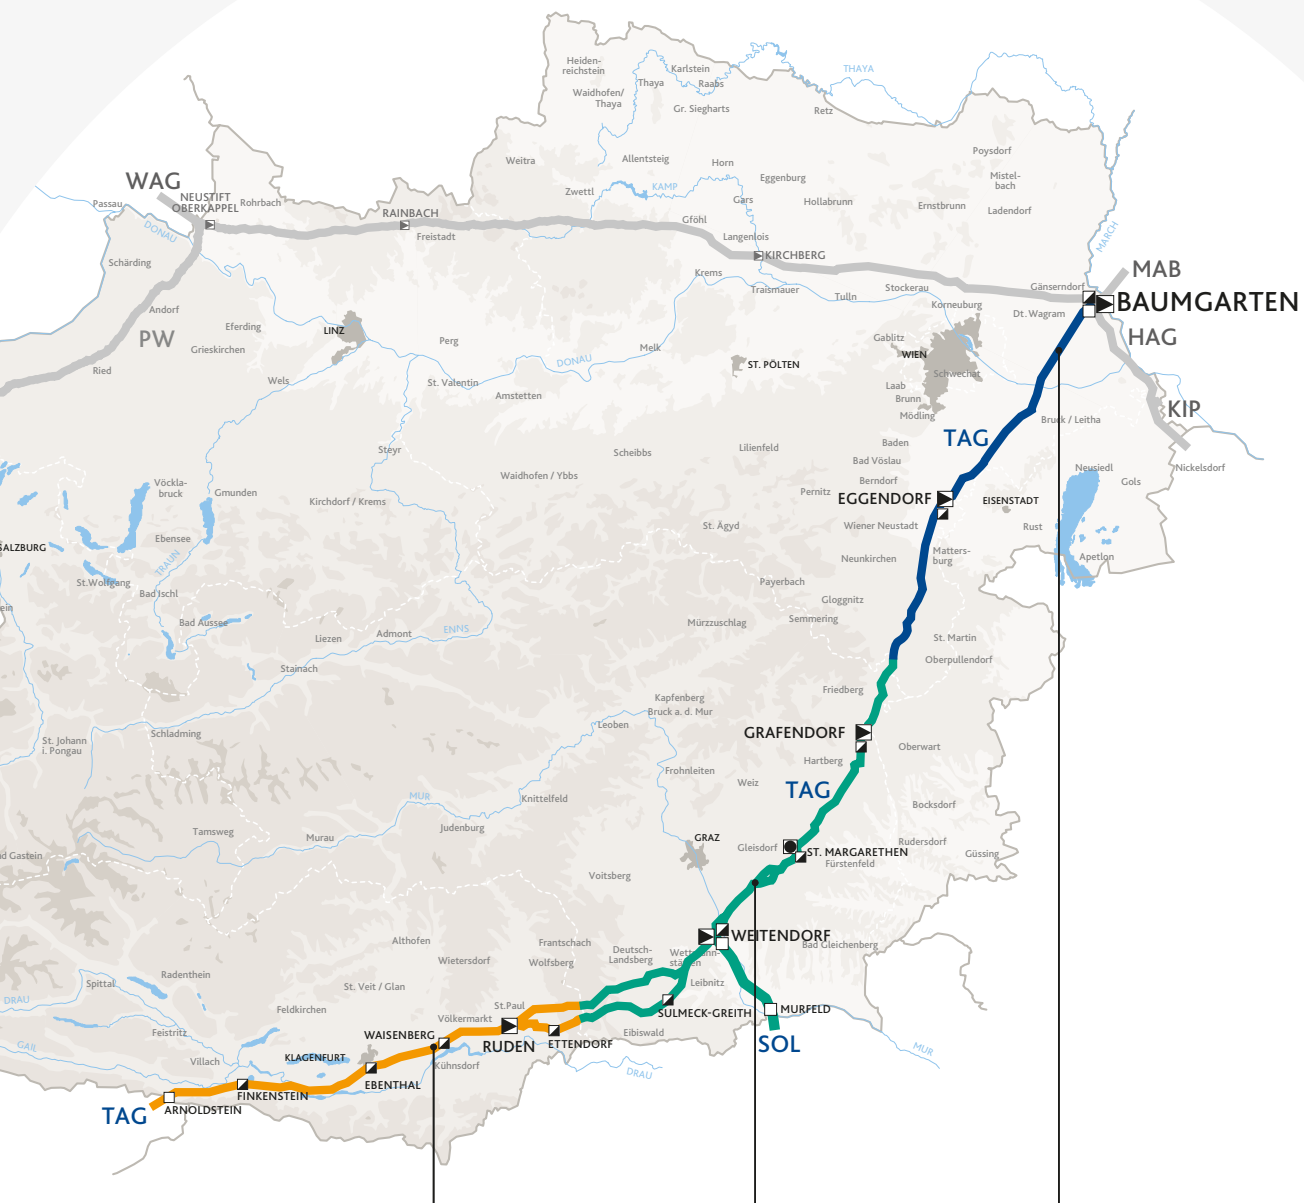 Heiden-
reichstein
Karlstein
Thaya
Raabs
THAYA
Waidhofen/
Thaya
Gr. Siegharts
Retz
Poysdorf
Weitra
Allentsteig
Horn
Eggenburg
Mistel-
bach
WAG
NEUSTIFT
OBERKAPPEL
Passau
Rohrbach
RAINBACH
Zwettl
KAMP
Gars
Hollabrunn
Ernstbrunn
Ladendorf
DONAU
Freistadt
Gföhl
Langenlois
KIRCHBERG
MARCH
Schärding
Krems
Traismauer
Tulln
Stockerau
Korneuburg
Gänserndorf
MAB
BAUMGARTEN
Dt. Wagram
HAG
Andorf
PW
Eferding
Grieskirchen
LINZ
Perg
Melk
DONAU
ST. PÖLTEN
Gablitz
WIEN
Schwechat
Ried
Wels
St. Valentin
Amstetten
Laab
Brunn
Mödling
Bruck / Leitha
KIP
Steyr
Scheibbs
Lilienfeld
Baden
TAG
Bad Vöslau
Berndorf
Neusiedl
Nickelsdorf
Gols
Vöckla-
bruck
Gmunden
Kirchdorf / Krems
Waidhofen / Ybbs
Pernitz
EGGENDORF
EISENSTADT
Ebensee
St. Ägyd
Wiener Neustadt
Rust
SALZBURG
TRAUN
Neunkirchen
Matters-
burg
Apetlon
St.Wolfgang
Bad Ischl
Payerbach
Gloggnitz
ein
Bad Aussee
Liezen
Admont
ENNS
Mürzzuschlag
Semmering
St. Martin
Oberpullendorf
Stainach
Kapfenberg
Bruck a. d. Mur
Friedberg
St. Johann
i. Pongau
Schladming
Leoben
GRAFENDORF
Oberwart
Hartberg
Frohnleiten
Weiz
TAG
MUR
Knittelfeld
Bocksdorf
Tamsweg
Murau
Judenburg
GRAZ
Gleisdorf
ST. MARGARETHEN
Rudersdorf
Güssing
ad Gastein
Fürstenfeld
Voitsberg
WEITENDORF
Althofen
Frantschach
Deutsch-
Landsberg
Bad Gleichenberg
Wietersdorf
Wolfsberg
Radenthein
Spittal
St. Veit / Glan
Leibnitz
DRAU
Feldkirchen
St.Paul
SULMECK-GREITH
MURFELD
Völkermarkt
Feistritz
WAISENBERG
RUDEN
ETTENDORF
Eibiswald
SOL
GAIL
Villach
KLAGENFURT
Kühnsdorf
MUR
DRAU
EBENTHAL
FINKENSTEIN
TAG
ARNOLDSTEIN